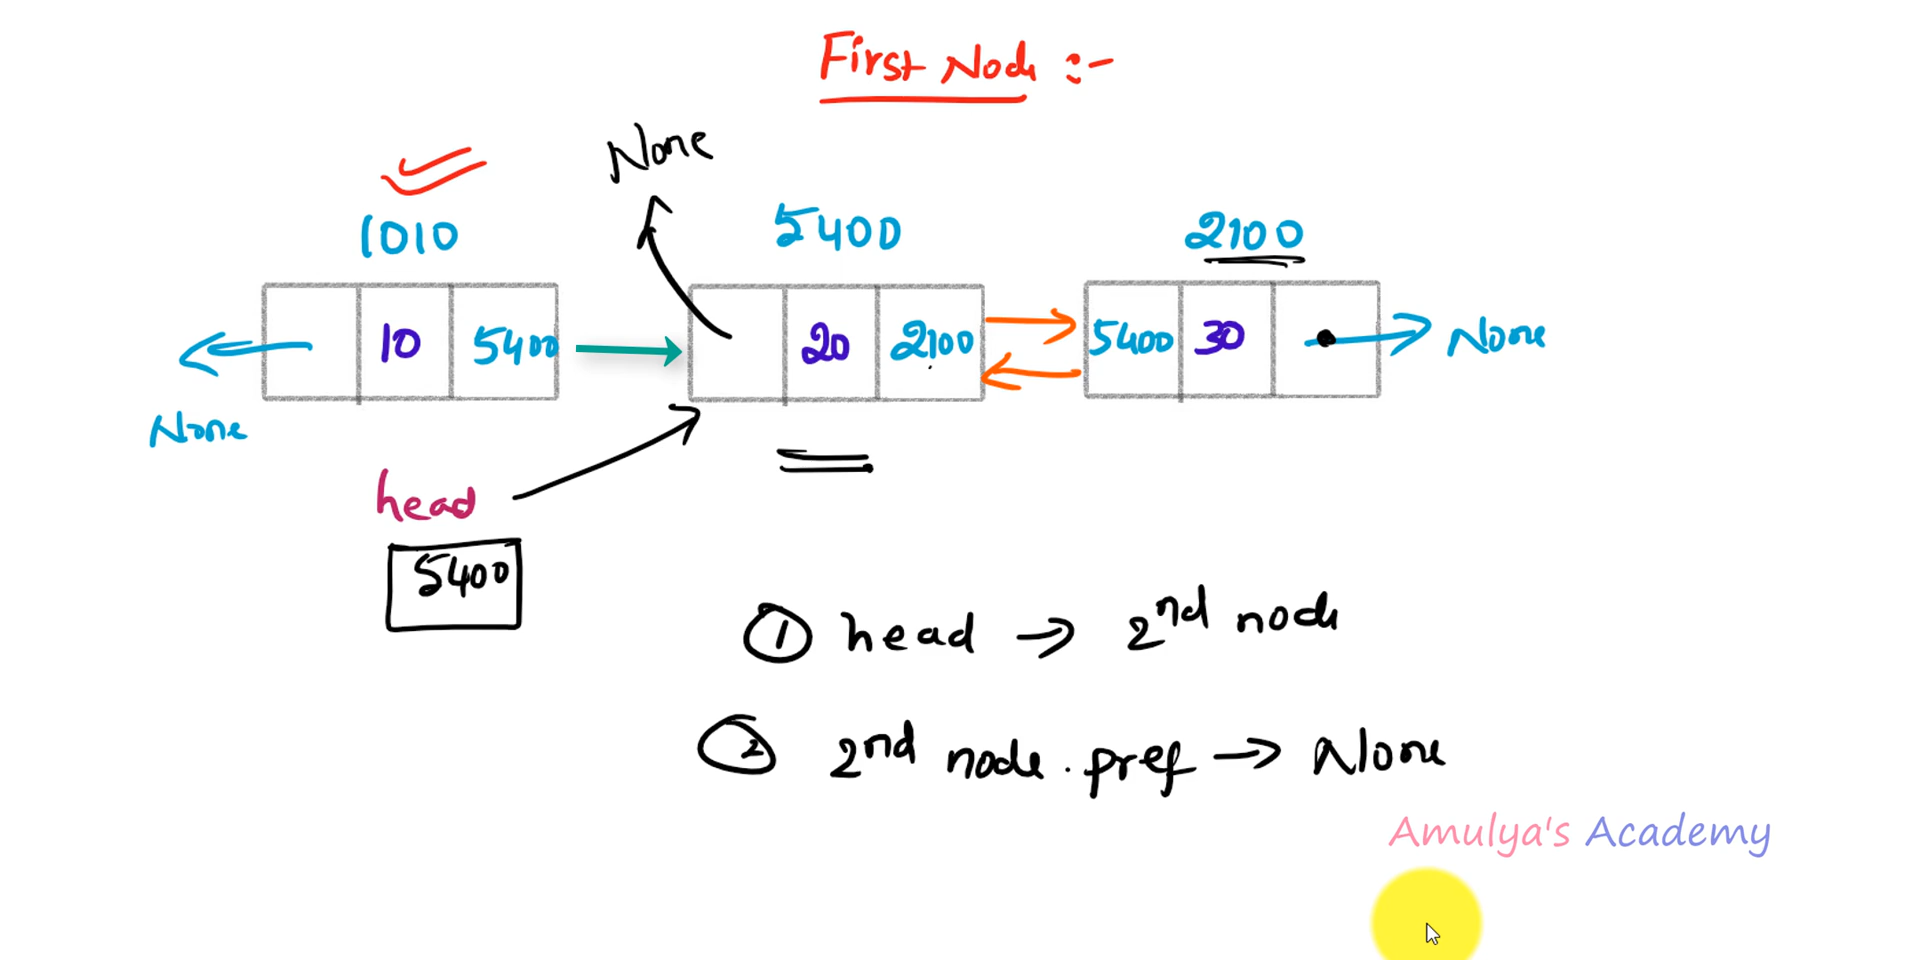 First Node :-
None
1010
5400
2100
10 5400
20 2100
5400 30
None
None
head
5400
① head → 2nd node
② 2nd node.pref → None
Amulya's Academy